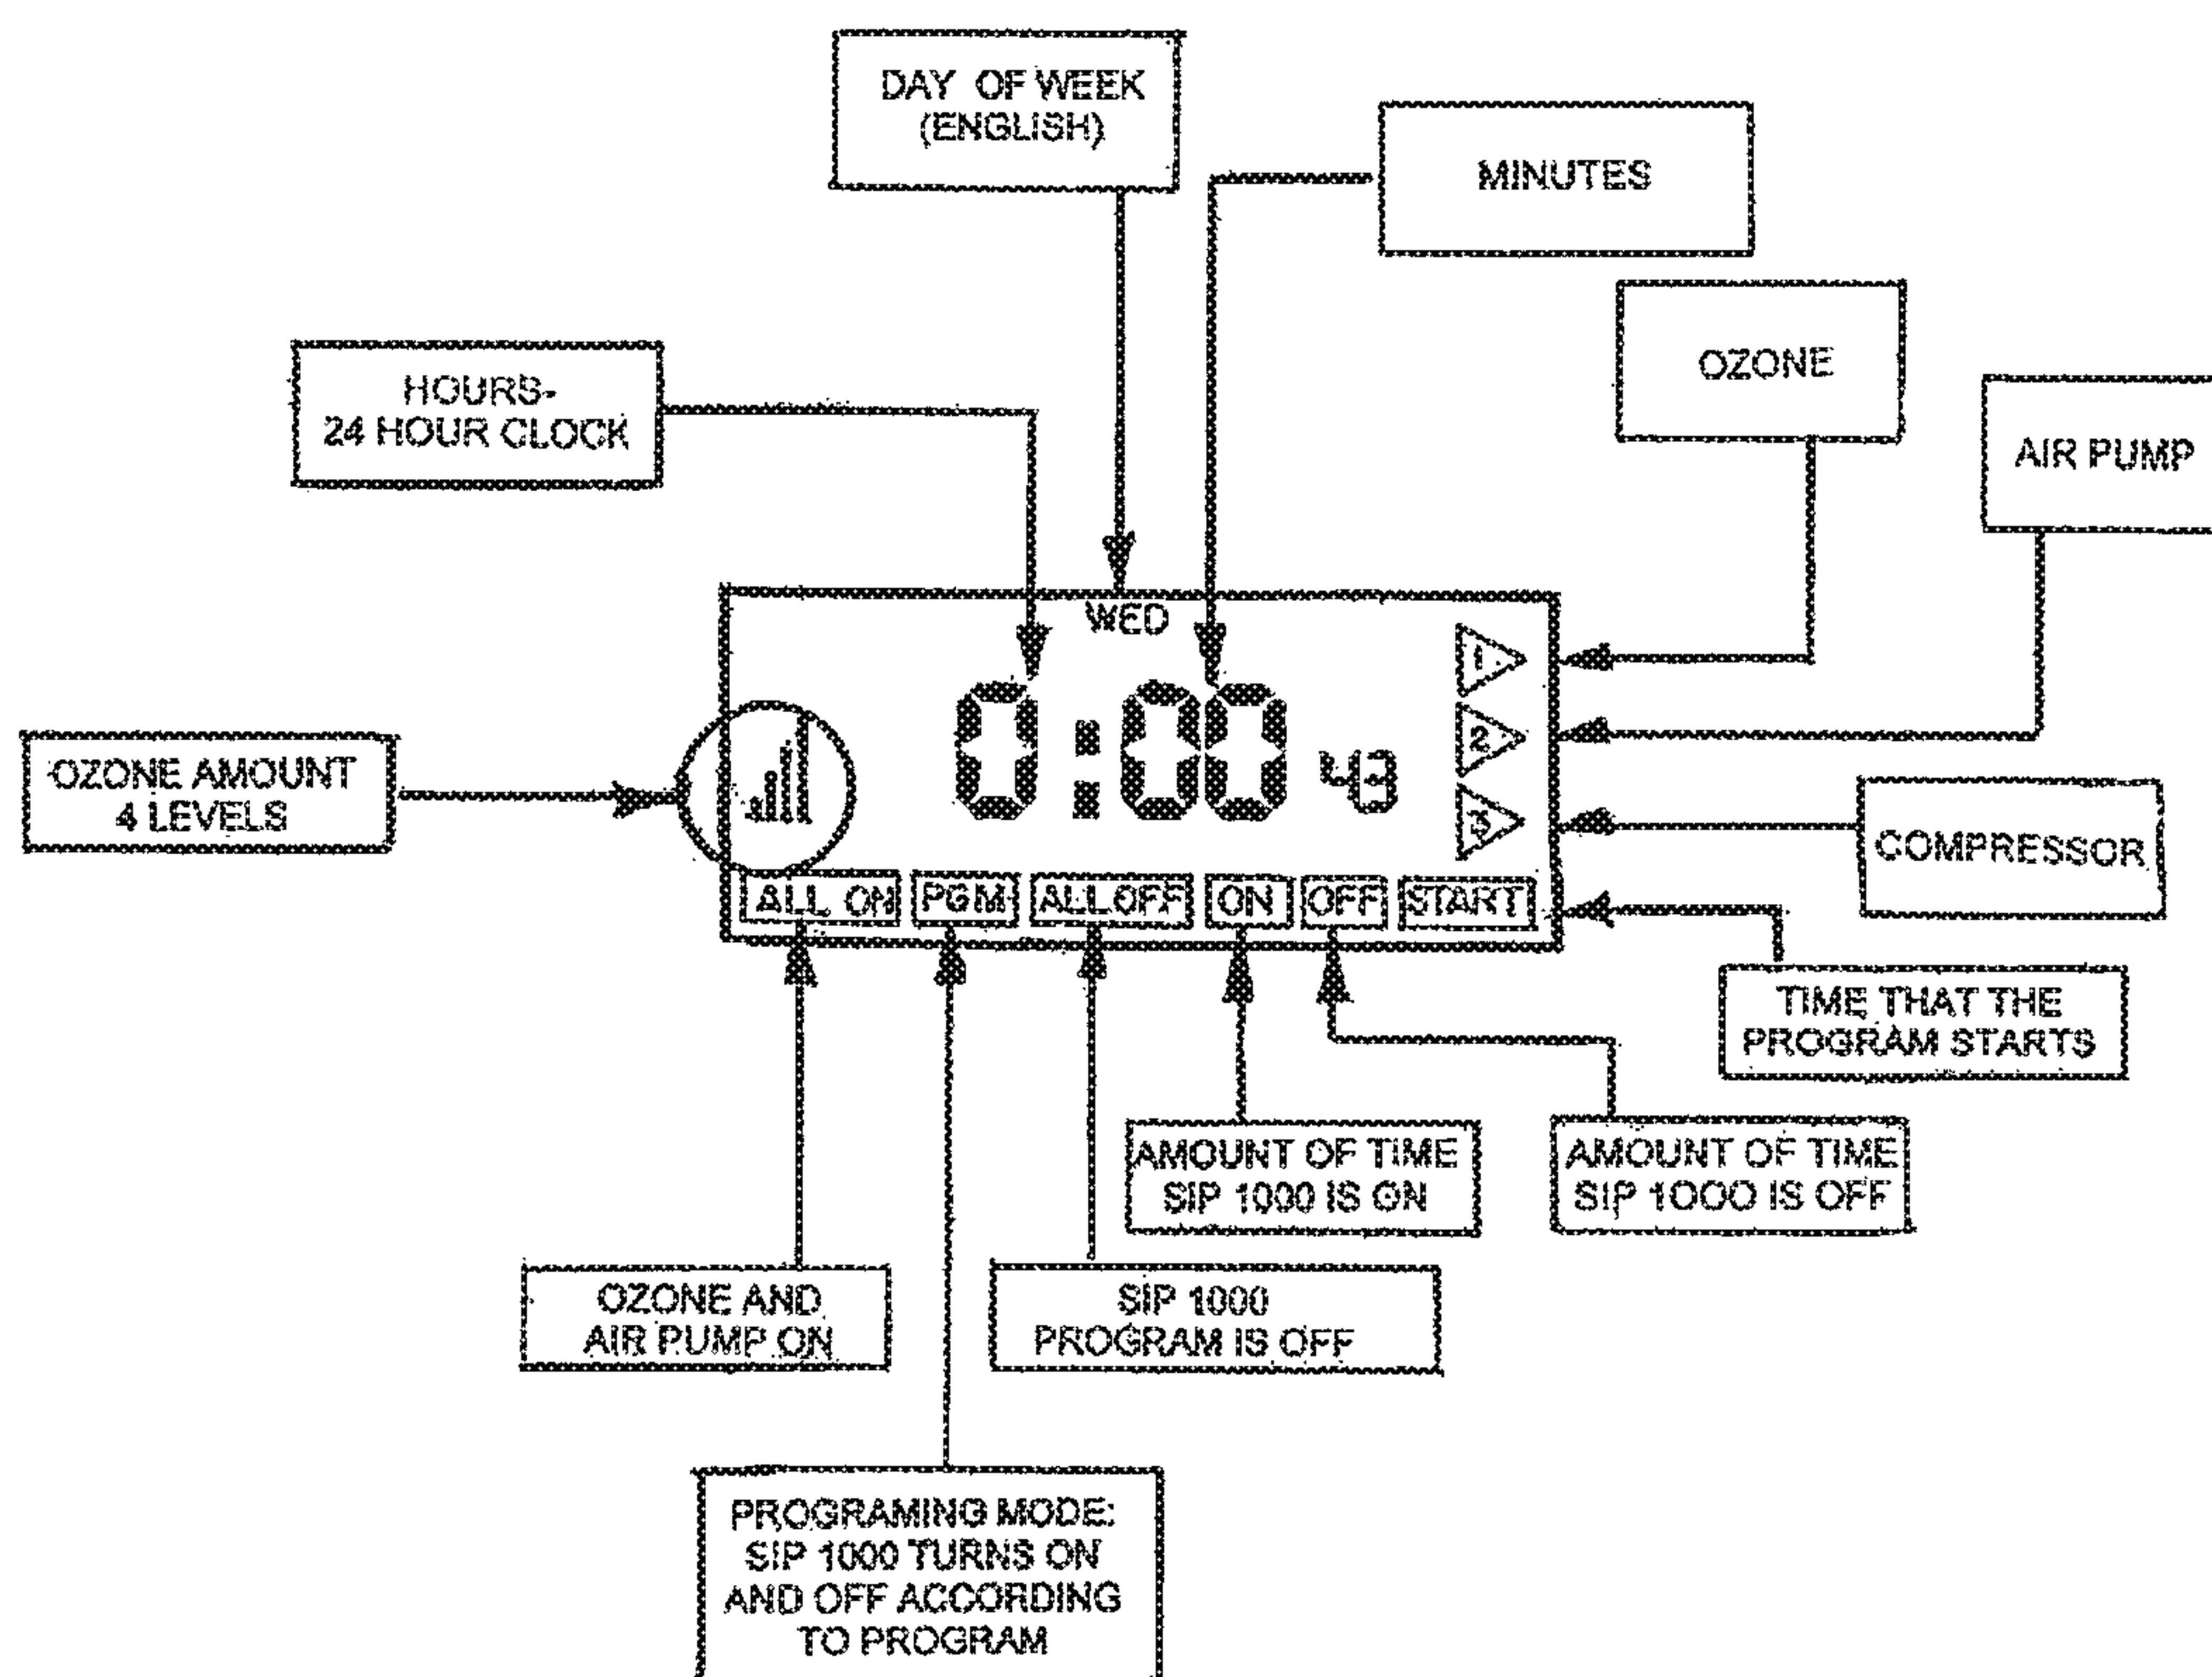 DAY OF WEEK
(ENGLISH)
MINUTES
OZONE
HOURS-
24 HOUR CLOCK
AIR PUMP
WED
1
0:00 43
2
OZONE AMOUNT
4 LEVELS
3
COMPRESSOR
ALL ON PGM ALL OFF ON OFF START
TIME THAT THE
PROGRAM STARTS
AMOUNT OF TIME
SIP 1000 IS ON
AMOUNT OF TIME
SIP 1000 IS OFF
OZONE AND
AIR PUMP ON
SIP 1000
PROGRAM IS OFF
PROGRAMING MODE:
SIP 1000 TURNS ON
AND OFF ACCORDING
TO PROGRAM